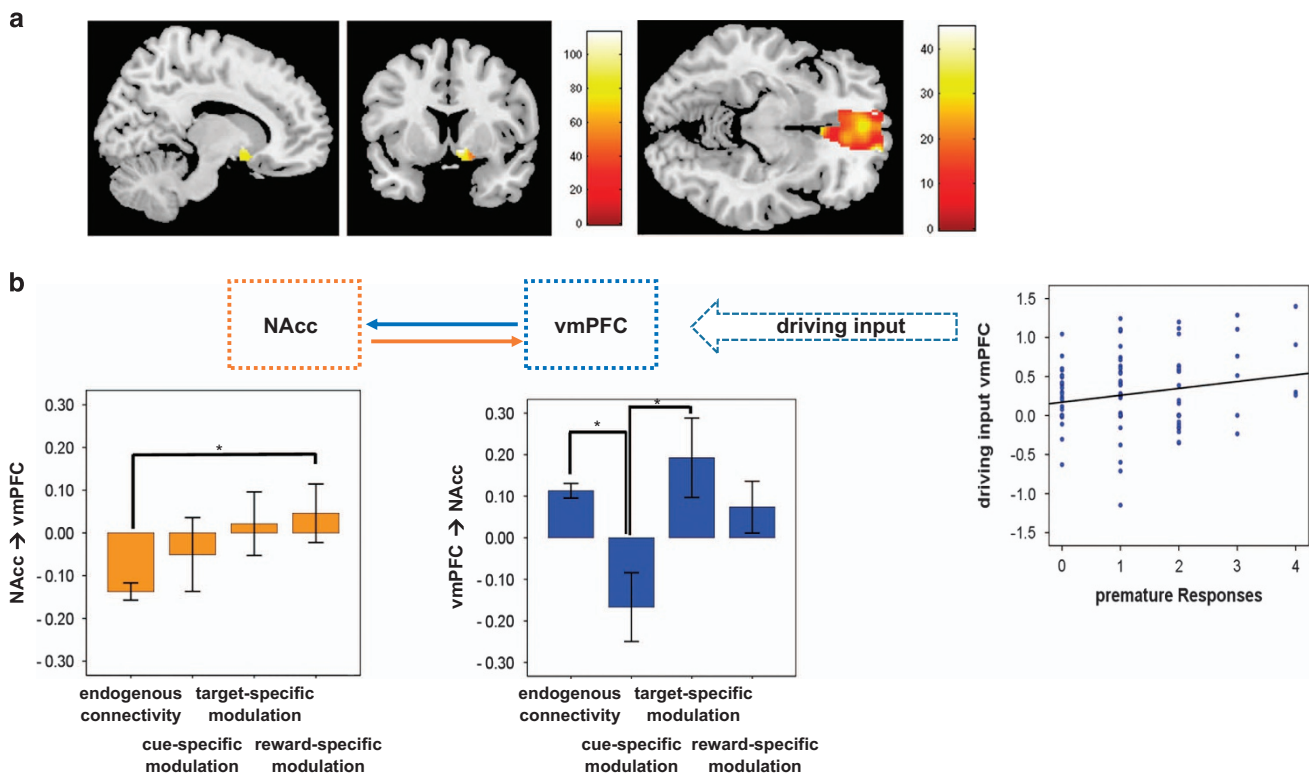 a
100
80
60
40
20
0
40
30
20
10
0
b
NAcc
vmPFC
driving input
NAcc → vmPFC
0.30
0.20
0.10
0.00
- 0.10
- 0.20
- 0.30
*
endogenous connectivity
cue-specific modulation
target-specific modulation
reward-specific modulation
vmPFC → NAcc
0.30
0.20
0.10
0.00
- 0.10
- 0.20
- 0.30
*
*
endogenous connectivity
cue-specific modulation
target-specific modulation
reward-specific modulation
driving input vmPFC
1.5
1.0
0.5
0.0
-0.5
-1.0
-1.5
0 1 2 3 4
premature Responses